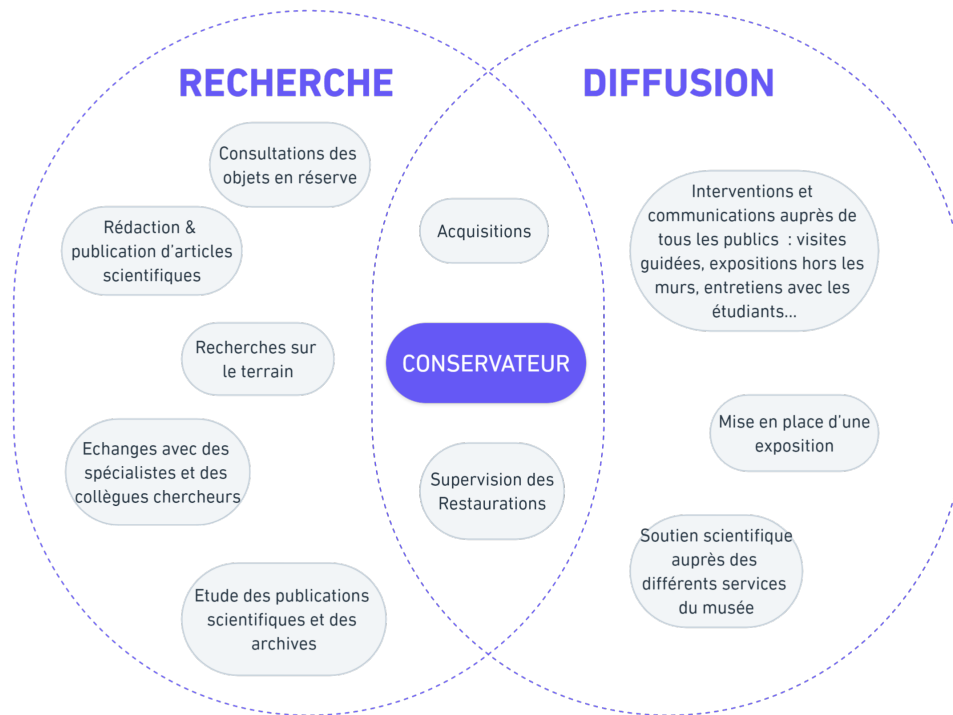 RECHERCHE
Consultations des
objets en réserve
Rédaction &
publication d'articles
scientifiques
Recherches sur
le terrain
Echanges avec des
spécialistes et des
collègues chercheurs
Etude des publications
scientifiques et des
archives
Acquisitions
CONSERVATEUR
Supervision des
Restaurations
DIFFUSION
Interventions et
communications auprès de
tous les publics : visites
guidées, expositions hors les
murs, entretiens avec les
étudiants...
Mise en place d'une
exposition
Soutien scientifique
auprès des
différents services
du musée